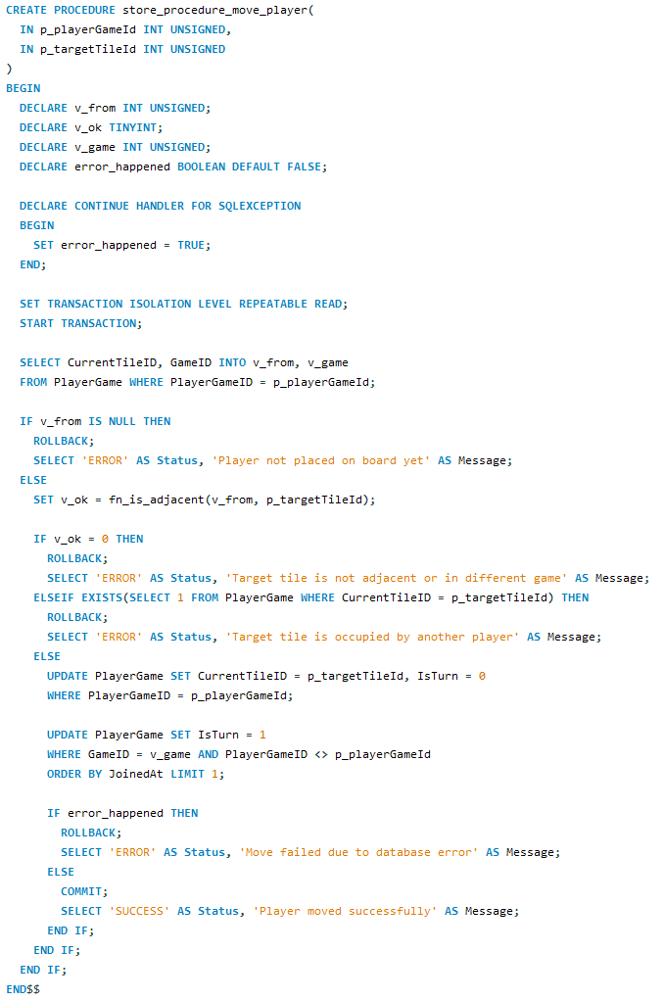 CREATE PROCEDURE store_procedure_move_player(
  IN p_playerGameId INT UNSIGNED,
  IN p_targetTileId INT UNSIGNED
)
BEGIN
  DECLARE v_from INT UNSIGNED;
  DECLARE v_ok TINYINT;
  DECLARE v_game INT UNSIGNED;
  DECLARE error_happened BOOLEAN DEFAULT FALSE;

  DECLARE CONTINUE HANDLER FOR SQLEXCEPTION
  BEGIN
    SET error_happened = TRUE;
  END;

  SET TRANSACTION ISOLATION LEVEL REPEATABLE READ;
  START TRANSACTION;

  SELECT CurrentTileID, GameID INTO v_from, v_game
  FROM PlayerGame WHERE PlayerGameID = p_playerGameId;

  IF v_from IS NULL THEN
    ROLLBACK;
    SELECT 'ERROR' AS Status, 'Player not placed on board yet' AS Message;
  ELSE
    SET v_ok = fn_is_adjacent(v_from, p_targetTileId);

    IF v_ok = 0 THEN
      ROLLBACK;
      SELECT 'ERROR' AS Status, 'Target tile is not adjacent or in different game' AS Message;
    ELSEIF EXISTS(SELECT 1 FROM PlayerGame WHERE CurrentTileID = p_targetTileId) THEN
      ROLLBACK;
      SELECT 'ERROR' AS Status, 'Target tile is occupied by another player' AS Message;
    ELSE
      UPDATE PlayerGame SET CurrentTileID = p_targetTileId, IsTurn = 0
      WHERE PlayerGameID = p_playerGameId;

      UPDATE PlayerGame SET IsTurn = 1
      WHERE GameID = v_game AND PlayerGameID <> p_playerGameId
      ORDER BY JoinedAt LIMIT 1;

      IF error_happened THEN
        ROLLBACK;
        SELECT 'ERROR' AS Status, 'Move failed due to database error' AS Message;
      ELSE
        COMMIT;
        SELECT 'SUCCESS' AS Status, 'Player moved successfully' AS Message;
      END IF;
    END IF;
  END IF;
END$$